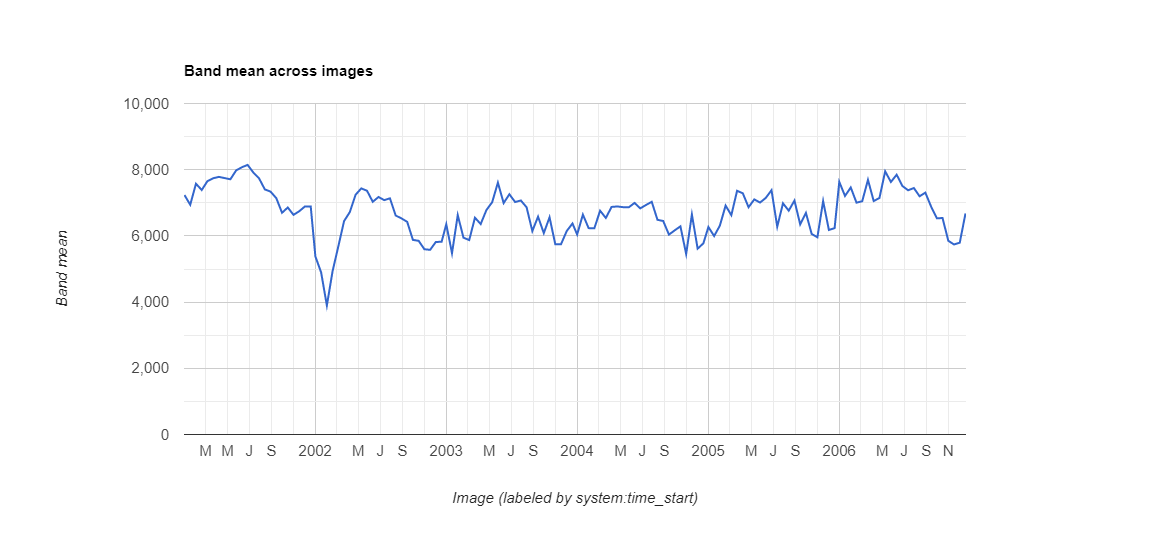 Band mean across images
10,000
8,000
6,000
4,000
2,000
0
Band mean
M M J S 2002 M J S 2003 M J S 2004 M J S 2005 M J S 2006 M J S N
Image (labeled by system:time_start)